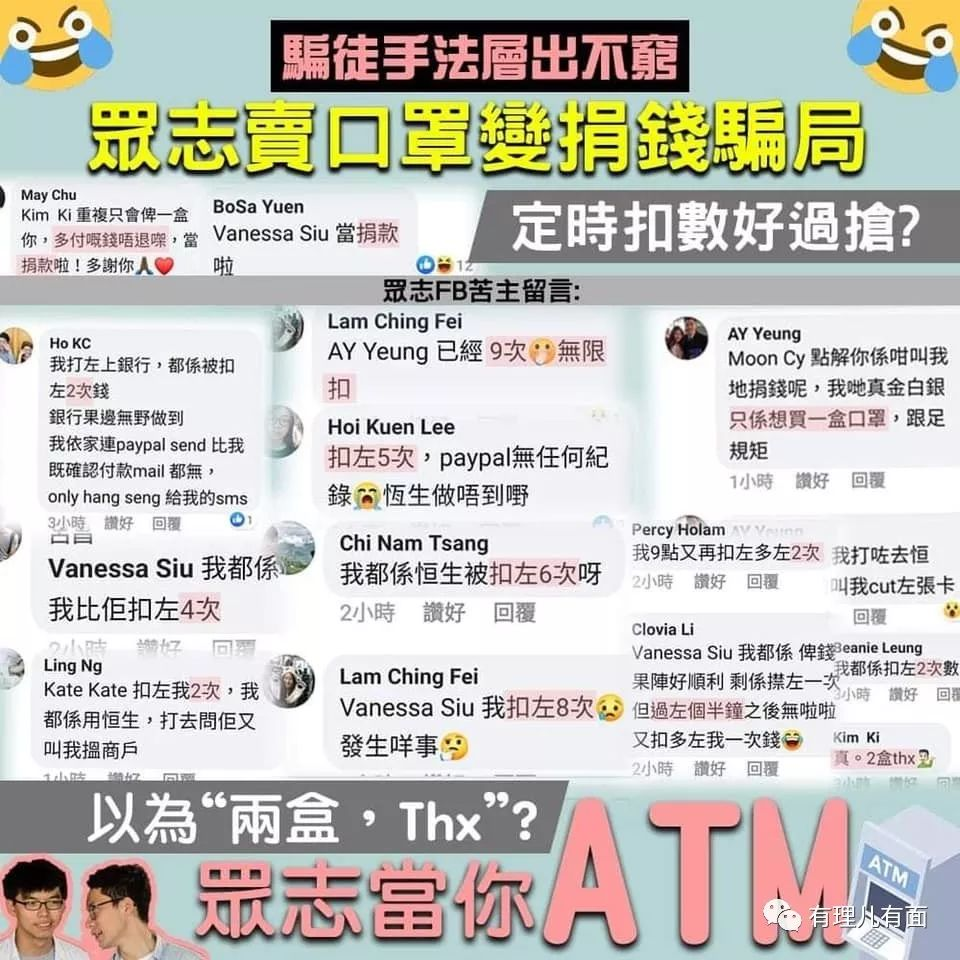 騙徒手法層出不窮
眾志賣口罩變捐錢騙局
定時扣數好過搶?
May Chu
Kim Ki 重複只會俾一盒
你，多付嘅錢唔退㗎，當
捐款啦！多謝你🙏🏿❤️
BoSa Yuen
Vanessa Siu 當捐款
啦
12
眾志FB苦主留言:
Ho KC
我打左上銀行，都係被扣
左2次錢
銀行果邊無野做到
我依家連paypal send 比我
既確認付款mail 都無，
only hang seng 給我的sms
3小時 讚好 回覆 1
Vanessa Siu 我都係
我比佢扣左4次
2小時 讚好 回覆
Ling Ng
Kate Kate 扣左我2次，我
都係用恒生，打去問佢又
叫我搵商戶
1小時 讚好 回覆
Lam Ching Fei
AY Yeung 已經 9次🤭無限
扣
Hoi Kuen Lee
扣左5次，paypal無任何紀
錄😭恆生做唔到嘢
Chi Nam Tsang
我都係恒生被扣左6次呀
2小時 讚好 回覆
Lam Ching Fei
Vanessa Siu 我扣左8次😢
發生咩事🤔
AY Yeung
Moon Cy 點解你係咁叫我
地捐錢呢，我哋真金白銀
只係想買一盒口罩，跟足
規矩
1小時 讚好 回覆
Percy Holam
AY Yeung
我9點又再扣左多左2次
2小時 讚好 回覆
我打咗去恒
叫我cut左張卡
回覆
Clovia Li
Vanessa Siu 我都係 俾錢
果陣好順利 剩係㩒左一次
但過左個半鐘之後無啦啦
又扣多左我一次錢😂
2小時 讚好 回覆
Beanie Leung
我都係扣左2次數
3小時 讚好 回覆
Kim Ki
真。2盒thx💁‍♂️
3小時 讚好 回覆
以為“兩盒，Thx”?
眾志當你ATM
ATM
有理儿有面